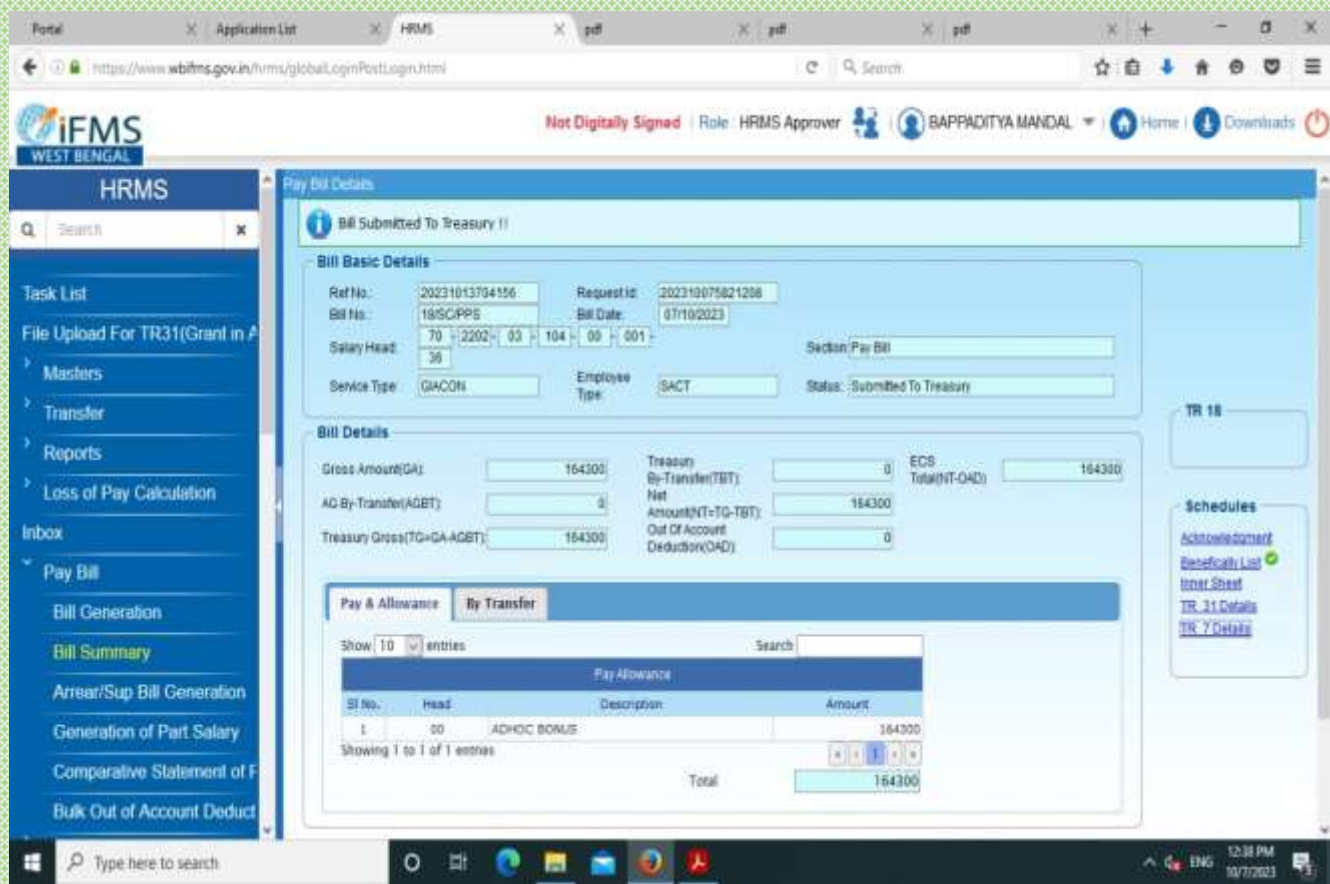 Portal
Application List
HRMS
pdf
pdf
pdf
https://www.wbifms.gov.in/hrms/globalLoginPostLogin.html
Search
iFMS
WEST BENGAL
Not Digitally Signed | Role : HRMS Approver
BAPPADITYA MANDAL
Home
Downloads
HRMS
Search
Task List
File Upload For TR31(Grant in A
Masters
Transfer
Reports
Loss of Pay Calculation
Inbox
Pay Bill
Bill Generation
Bill Summary
Arrear/Sup Bill Generation
Generation of Part Salary
Comparative Statement of P
Bulk Out of Account Deduct
Pay Bill Details
Bill Submitted To Treasury !!
Bill Basic Details
Ref No.: 20231013704156 Request Id: 202310075821208
Bill No.: 18/SC/PPS Bill Date: 07/10/2023
Salary Head: 70 - 2202 - 03 - 104 - 00 - 001 - Section: Pay Bill
36
Service Type: GIACON Employee Type: SACT Status: Submitted To Treasury
Bill Details
Gross Amount(GA): 164300 Treasury By-Transfer(TBT): 0 ECS Total(NT-OAD): 164300
AG By-Transfer(AGBT): 0 Net Amount(NT=TG-TBT): 164300
Treasury Gross(TG=GA-AGBT): 164300 Out Of Account Deduction(OAD): 0
Pay & Allowance By Transfer
Show 10 entries Search
Pay Allowance
Sl No. Head Description Amount
1 00 ADHOC BONUS 164300
Showing 1 to 1 of 1 entries
1
Total 164300
TR 18
Schedules
Acknowledgment
Benefically List
Inner Sheet
TR. 31 Details
TR. 7 Details
Type here to search
ENG
12:38 PM
10/7/2023